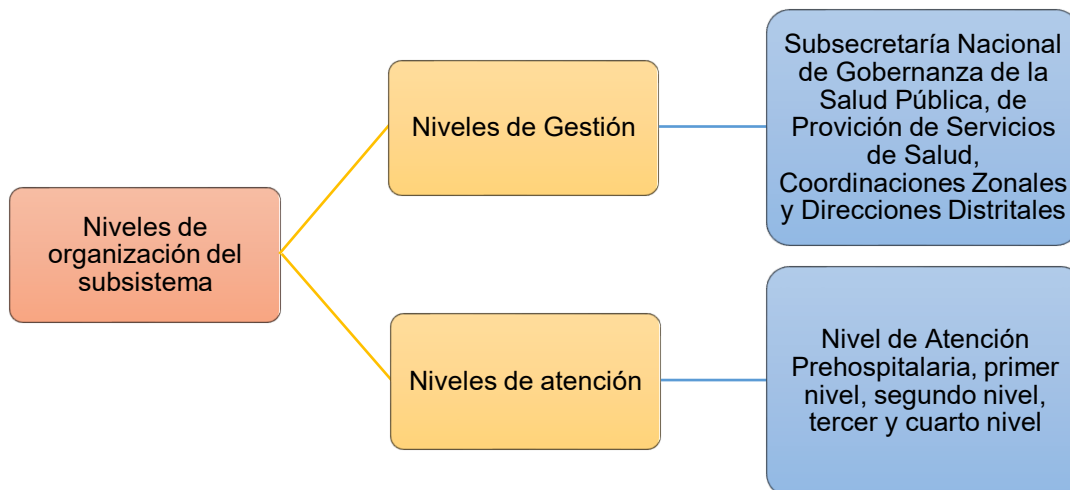 Niveles de
organización del
subsistema
Niveles de Gestión
Subsecretaría Nacional
de Gobernanza de la
Salud Pública, de
Provición de Servicios
de Salud,
Coordinaciones Zonales
y Direcciones Distritales
Niveles de atención
Nivel de Atención
Prehospitalaria, primer
nivel, segundo nivel,
tercer y cuarto nivel